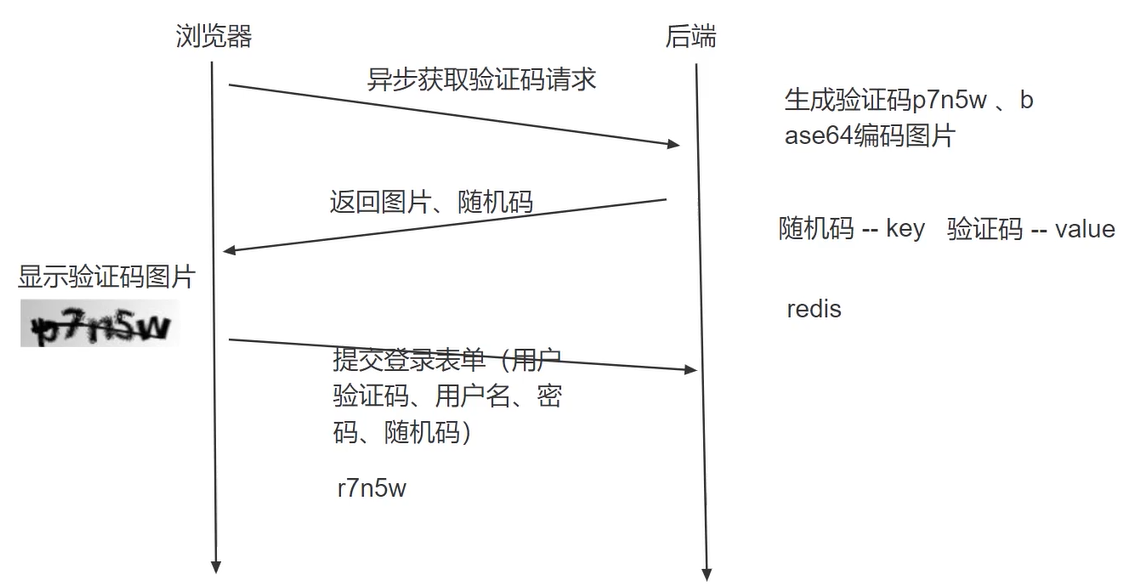 浏览器
后端
异步获取验证码请求
生成验证码p7n5w 、b
ase64编码图片
返回图片、随机码
随机码 -- key 验证码 -- value
显示验证码图片
p7n5w
redis
提交登录表单（用户
验证码、用户名、密
码、随机码）
r7n5w